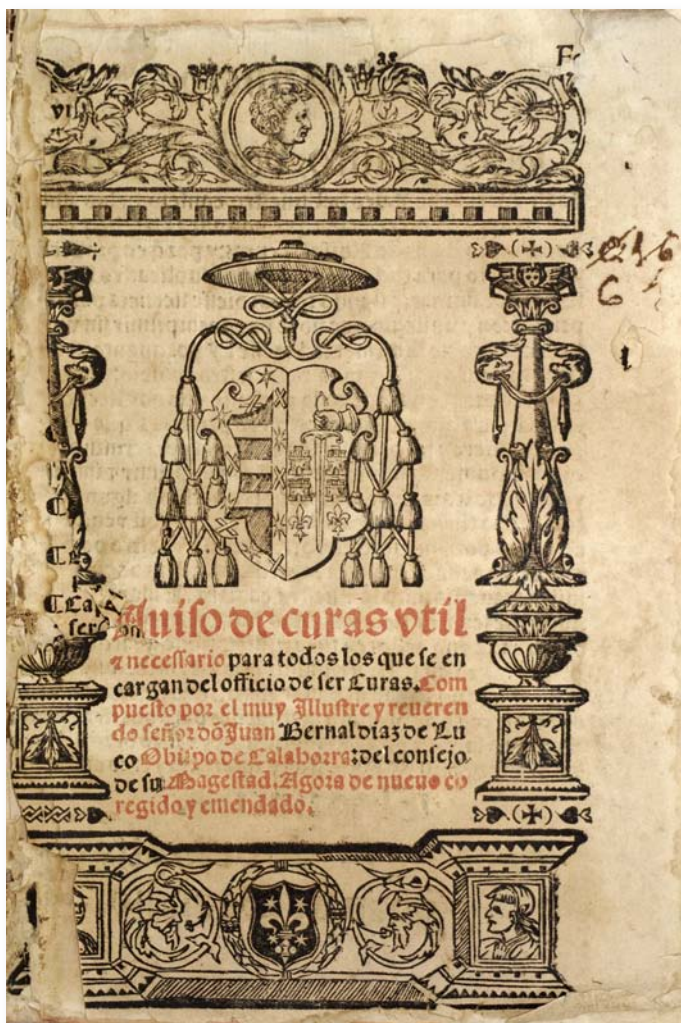 Auiso de curas vtil
⁊ necessario para todos los que se en
cargan del officio de ser Curas. Com
puesto por el muy Illustre y reueren
do señor dõ Juan Bernal diaz de Lu
co Obispo de Calahorra: del consejo
de su Magestad. Agora de nueuo co
regido y emendado.